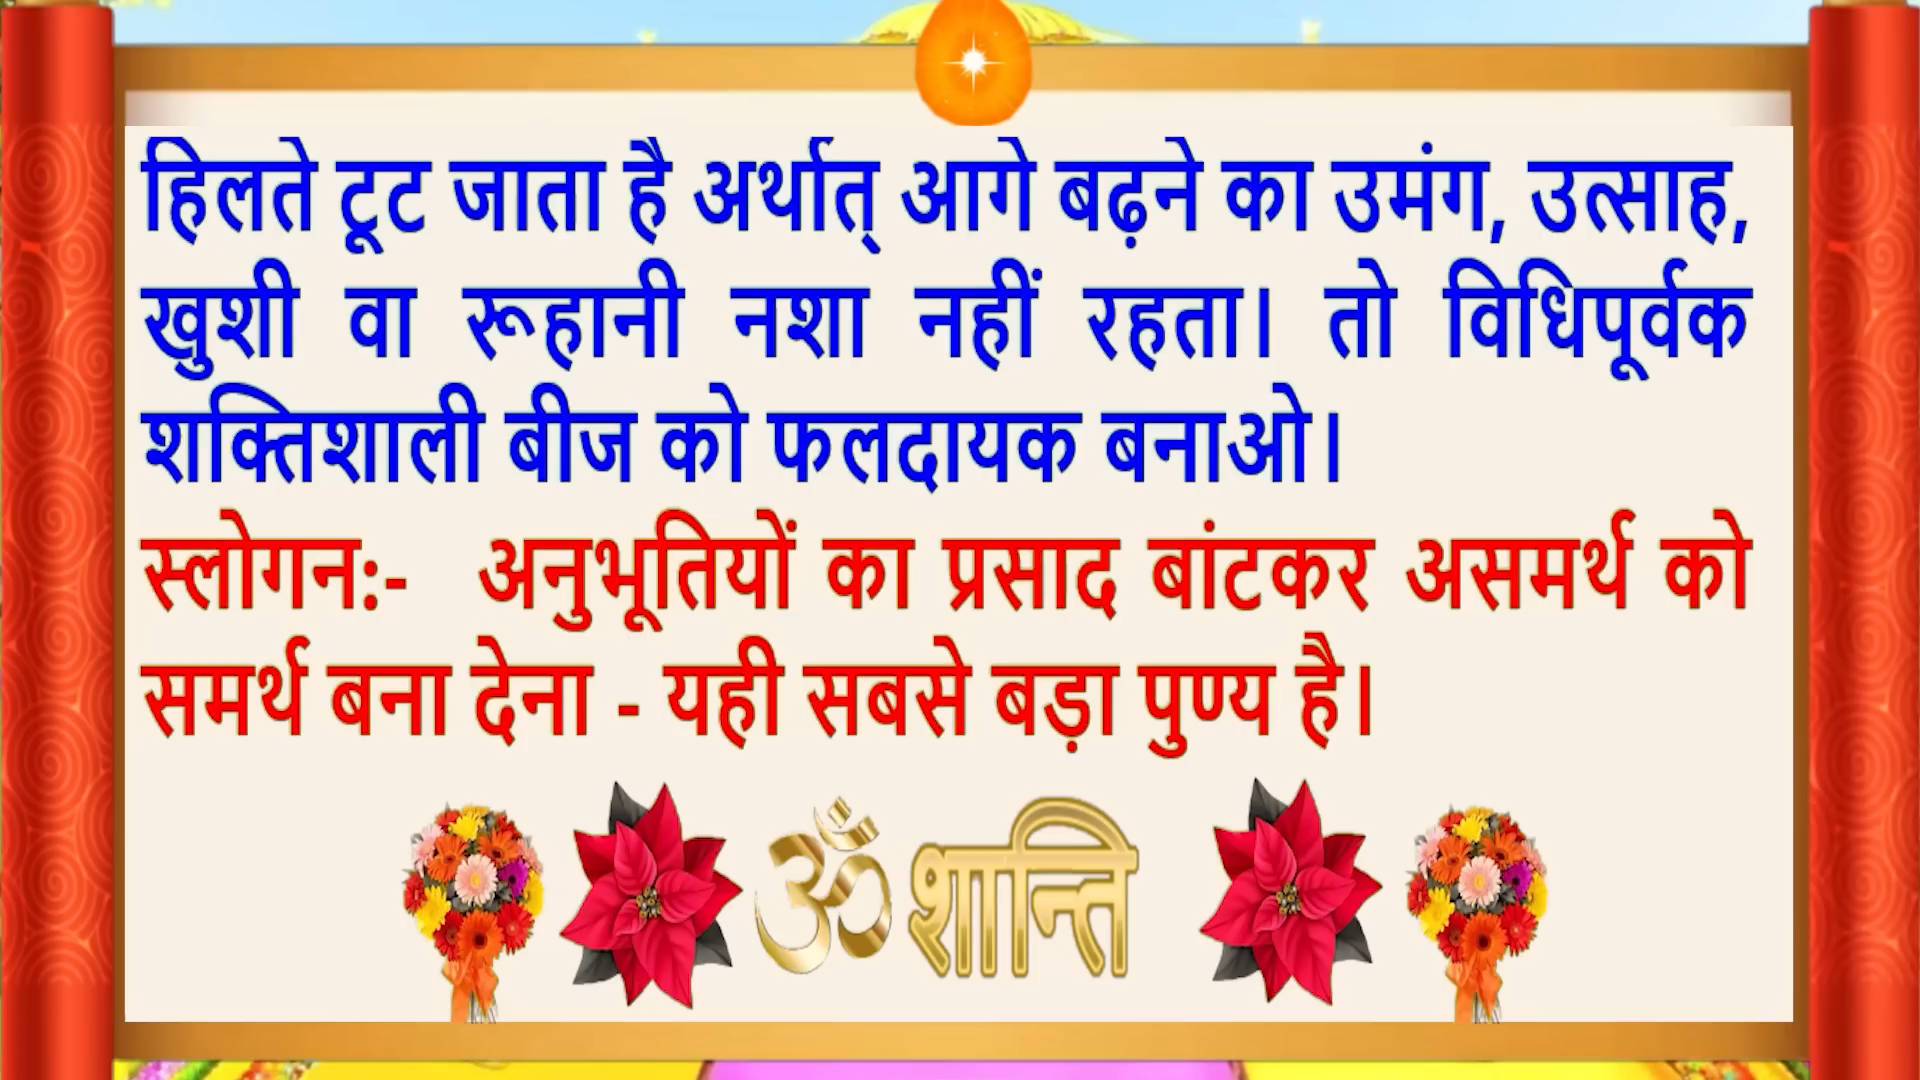 हिलते टूट जाता है अर्थात् आगे बढ़ने का उमंग, उत्साह,
खुशी वा रूहानी नशा नहीं रहता। तो विधिपूर्वक
शक्तिशाली बीज को फलदायक बनाओ।
स्लोगन:- अनुभूतियों का प्रसाद बांटकर असमर्थ को
समर्थ बना देना - यही सबसे बड़ा पुण्य है।
ॐ शान्ति